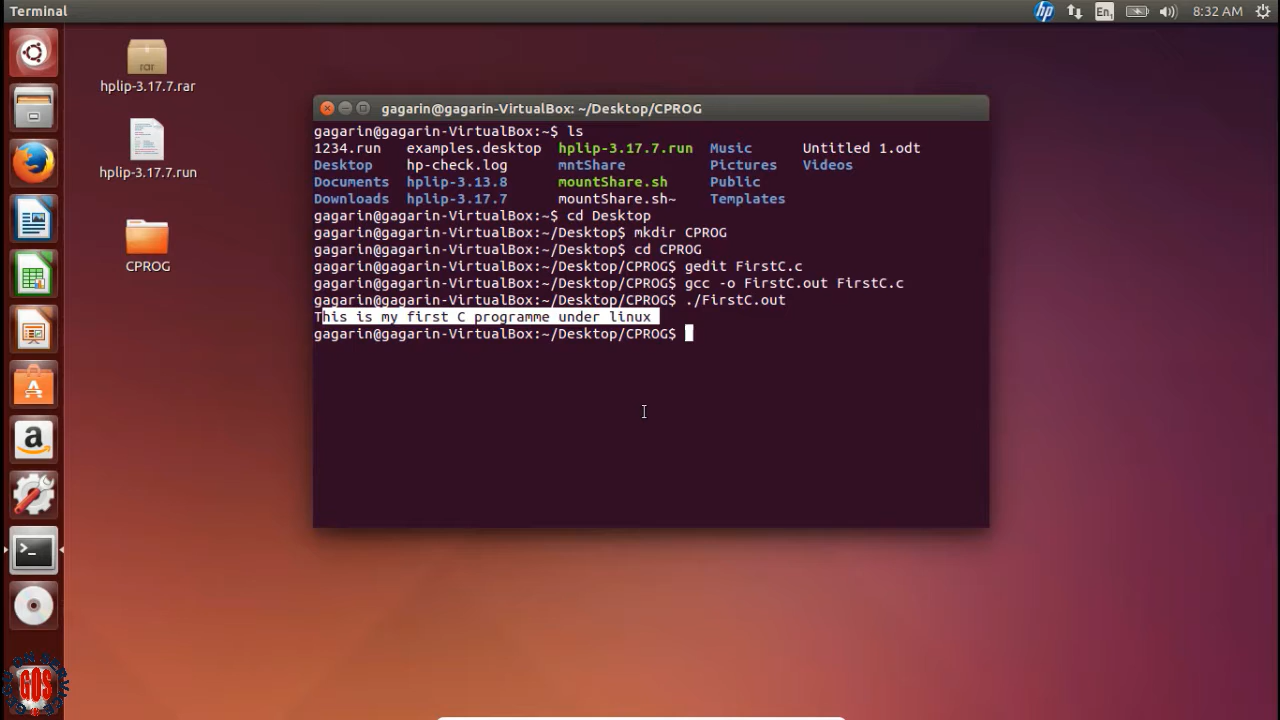 Terminal
En1
8:32 AM
rar
hplip-3.17.7.rar
hplip-3.17.7.run
CPROG
gagarin@gagarin-VirtualBox: ~/Desktop/CPROG
gagarin@gagarin-VirtualBox:~$ ls
1234.run examples.desktop hplip-3.17.7.run Music Untitled 1.odt
Desktop hp-check.log mntShare Pictures Videos
Documents hplip-3.13.8 mountShare.sh Public
Downloads hplip-3.17.7 mountShare.sh~ Templates
gagarin@gagarin-VirtualBox:~$ cd Desktop
gagarin@gagarin-VirtualBox:~/Desktop$ mkdir CPROG
gagarin@gagarin-VirtualBox:~/Desktop$ cd CPROG
gagarin@gagarin-VirtualBox:~/Desktop/CPROG$ gedit FirstC.c
gagarin@gagarin-VirtualBox:~/Desktop/CPROG$ gcc -o FirstC.out FirstC.c
gagarin@gagarin-VirtualBox:~/Desktop/CPROG$ ./FirstC.out
This is my first C programme under linux
gagarin@gagarin-VirtualBox:~/Desktop/CPROG$
GOS